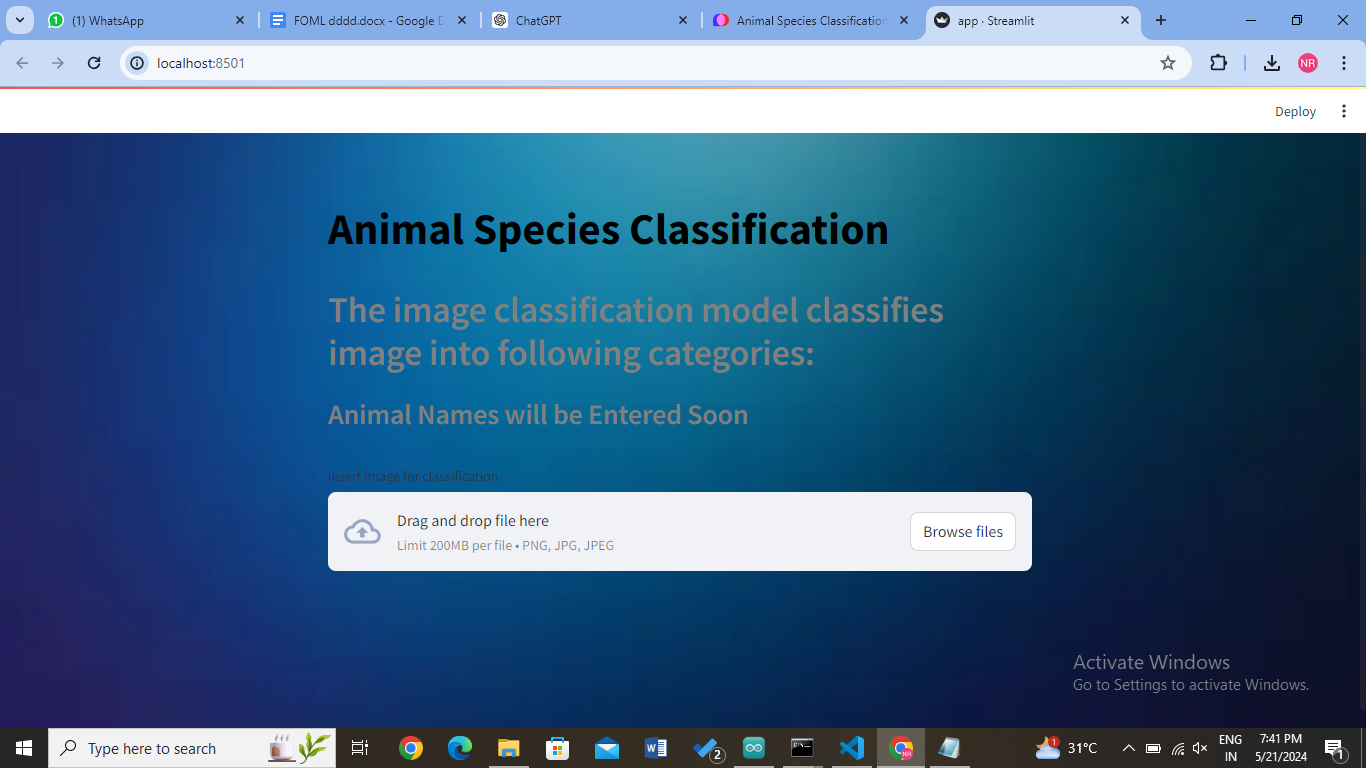 (1) WhatsApp
FOML dddd.docx - Google D
ChatGPT
Animal Species Classification
app · Streamlit
localhost:8501
NR
Deploy
Animal Species Classification
The image classification model classifies
image into following categories:
Animal Names will be Entered Soon
Insert image for classification
Drag and drop file here
Limit 200MB per file • PNG, JPG, JPEG
Browse files
Activate Windows
Go to Settings to activate Windows.
Type here to search
2
1
31°C
ENG
IN
7:41 PM
5/21/2024
1